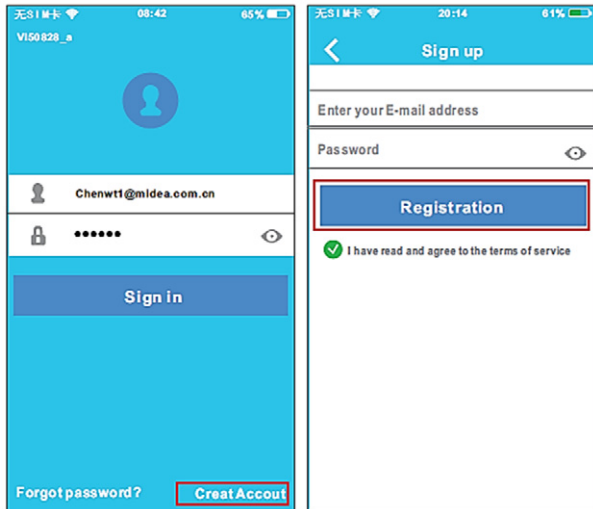 无SIM卡 08:42 65%
VI50828_a
Chenwt1@midea.com.cn
••••••
Sign in
Forgot password? Creat Accout
无SIM卡 20:14 61%
Sign up
Enter your E-mail address
Password
Registration
I have read and agree to the terms of service